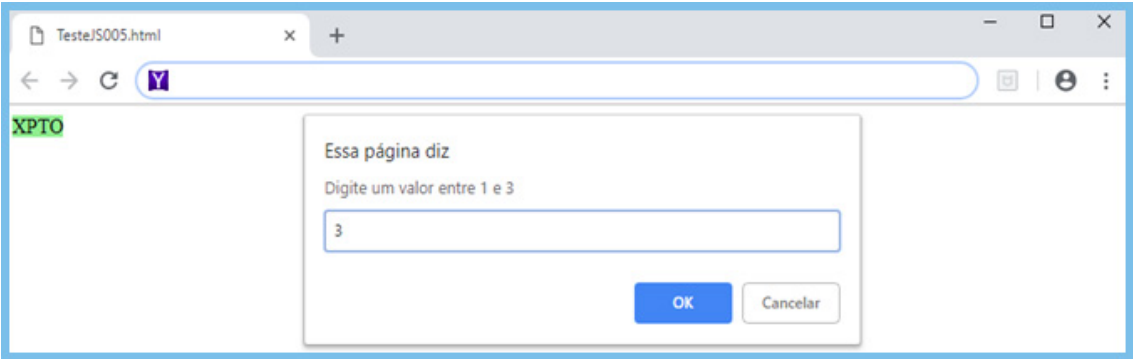 TesteJS005.html
Y
XPTO
Essa página diz
Digite um valor entre 1 e 3
3
OK Cancelar